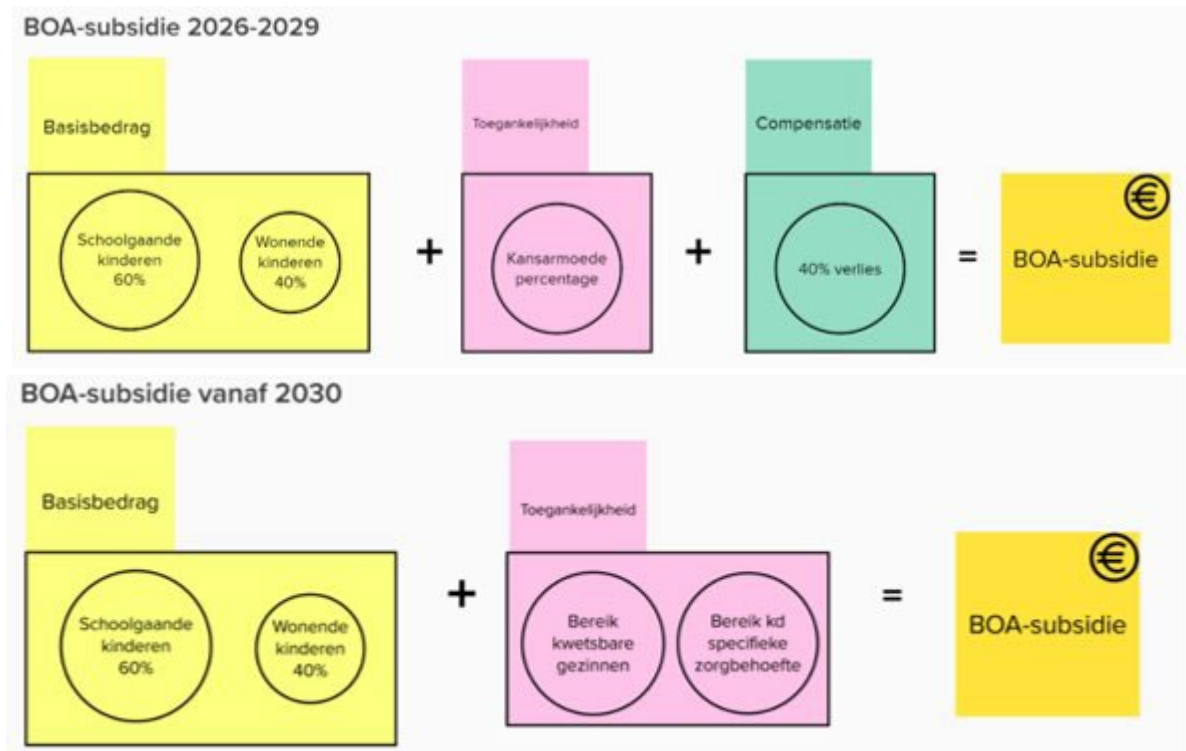 BOA-subsidie 2026-2029
Basisbedrag
Toegankelijkheid
Compensatie
Schoolgaande
kinderen
60%
Wonende
kinderen
40%
+
Kansarmoede
percentage
+
40% verlies
=
€
BOA-subsidie
BOA-subsidie vanaf 2030
Basisbedrag
Toegankelijkheid
Schoolgaande
kinderen
60%
Wonende
kinderen
40%
+
Bereik
kwetsbare
gezinnen
Bereik kd
specifieke
zorgbehoefte
=
€
BOA-subsidie